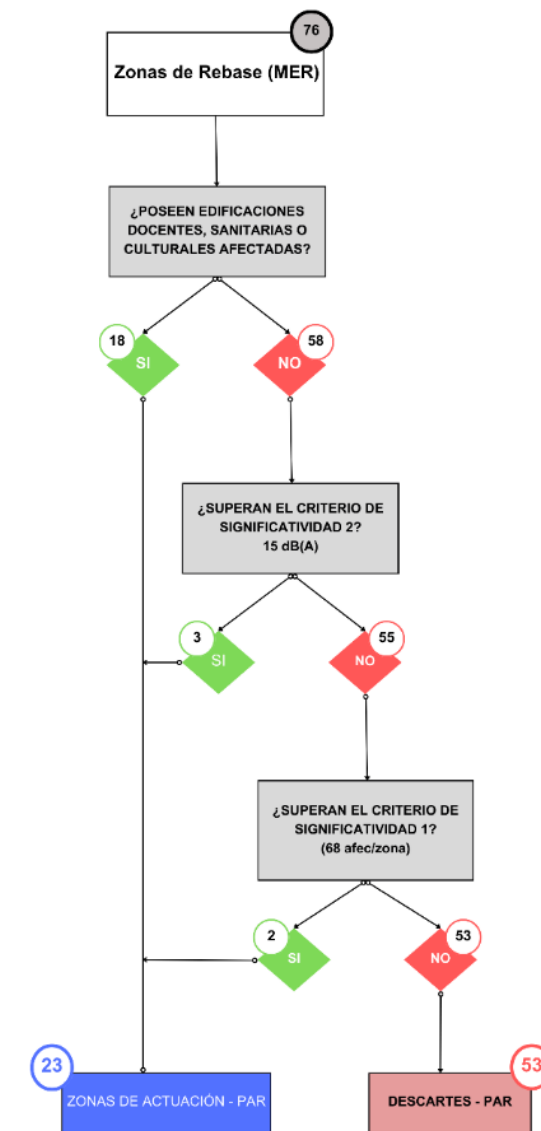 76
Zonas de Rebase (MER)
¿POSEEN EDIFICACIONES
DOCENTES, SANITARIAS O
CULTURALES AFECTADAS?
18
SI
58
NO
¿SUPERAN EL CRITERIO DE
SIGNIFICATIVIDAD 2?
15 dB(A)
3
SI
55
NO
¿SUPERAN EL CRITERIO DE
SIGNIFICATIVIDAD 1?
(68 afec/zona)
2
SI
53
NO
23
ZONAS DE ACTUACIÓN - PAR
53
DESCARTES - PAR